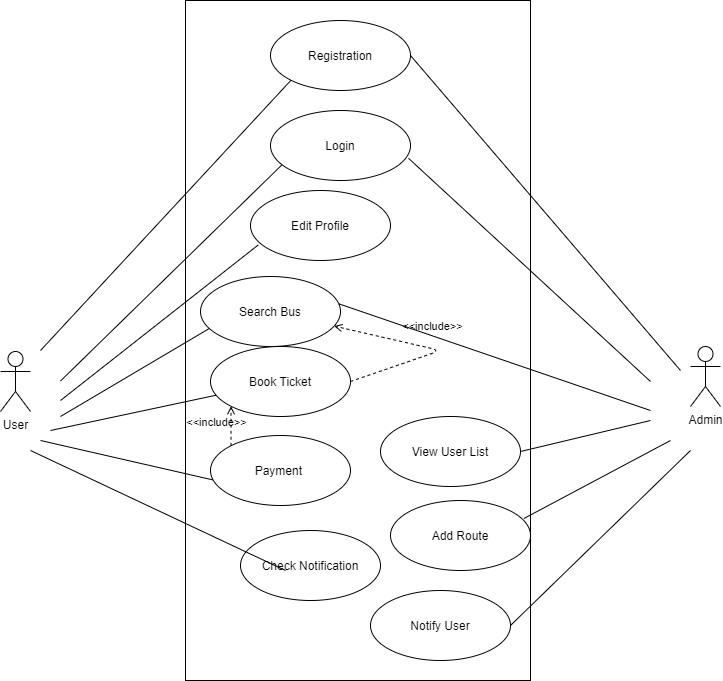 Registration
Login
Edit Profile
Search Bus
<<include>>
Book Ticket
User
Admin
<<include>>
View User List
Payment
Add Route
Check Notification
Notify User